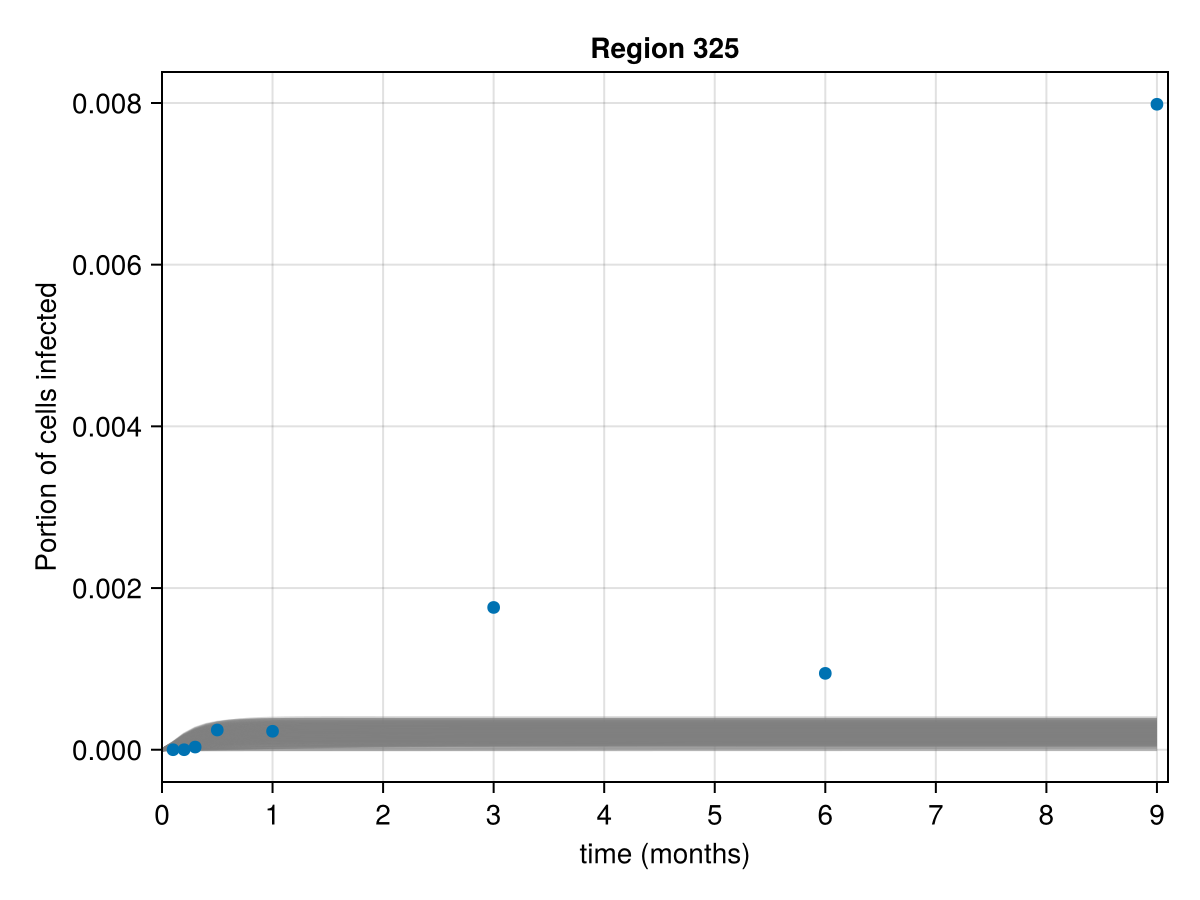 Region 325
Portion of cells infected
0.008
0.006
0.004
0.002
0.000
0 1 2 3 4 5 6 7 8 9
time (months)